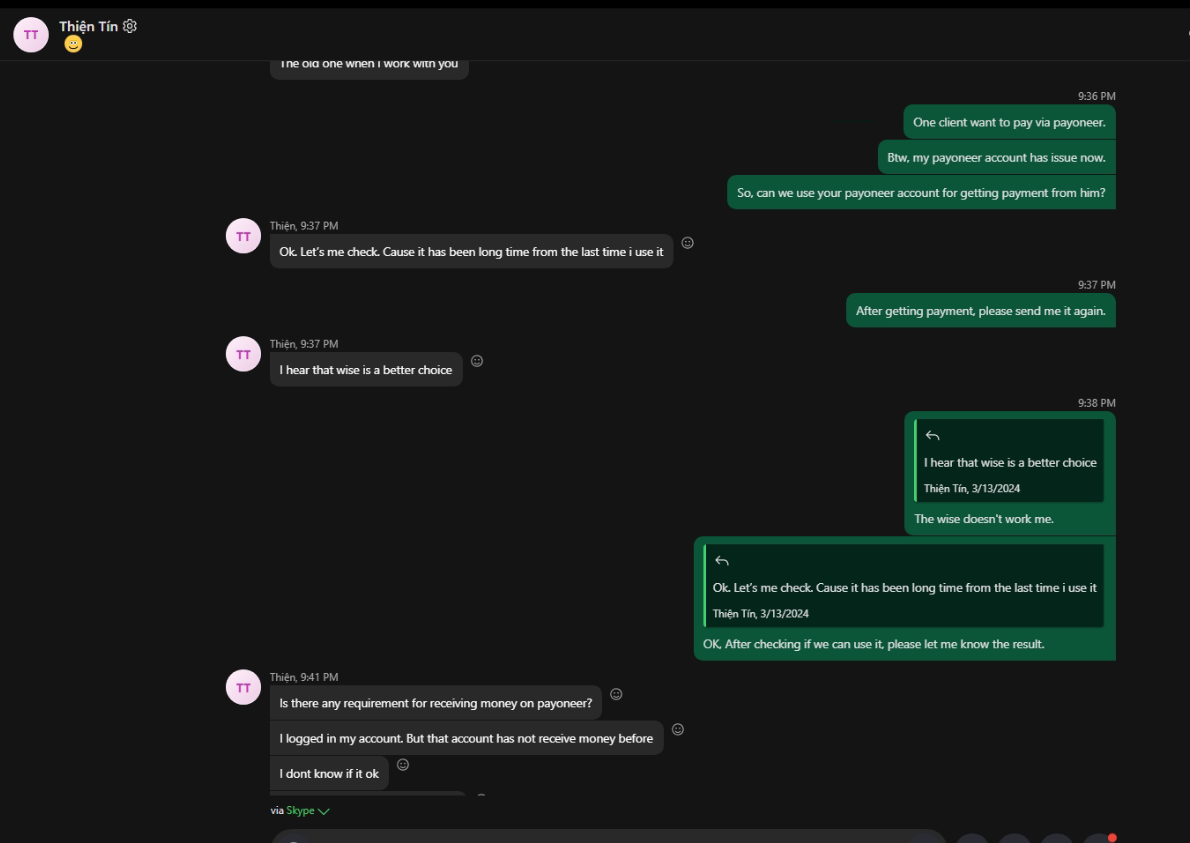 TT
Thiện Tín
The old one when I work with you
9:36 PM
One client want to pay via payoneer.
Btw, my payoneer account has issue now.
So, can we use your payoneer account for getting payment from him?
Thiện, 9:37 PM
TT
Ok. Let's me check. Cause it has been long time from the last time i use it
9:37 PM
After getting payment, please send me it again.
Thiện, 9:37 PM
TT
I hear that wise is a better choice
9:38 PM
I hear that wise is a better choice
Thiện Tín, 3/13/2024
The wise doesn't work me.
Ok. Let's me check. Cause it has been long time from the last time i use it
Thiện Tín, 3/13/2024
OK, After checking if we can use it, please let me know the result.
Thiện, 9:41 PM
TT
Is there any requirement for receiving money on payoneer?
I logged in my account. But that account has not receive money before
I dont know if it ok
via Skype